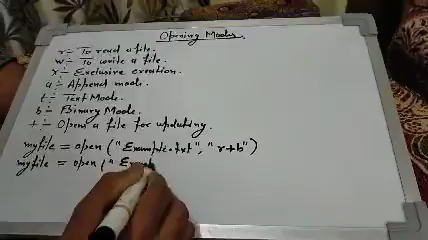 Opening Modes.
r :- To read a file.
w :- To write a file.
x :- Exclusive creation.
a :- Append mode.
t :- Text Mode.
b :- Binary Mode.
+ :- Open a file for updating.
myfile = open ("Example.txt", "r+b")
myfile = open ("Exam